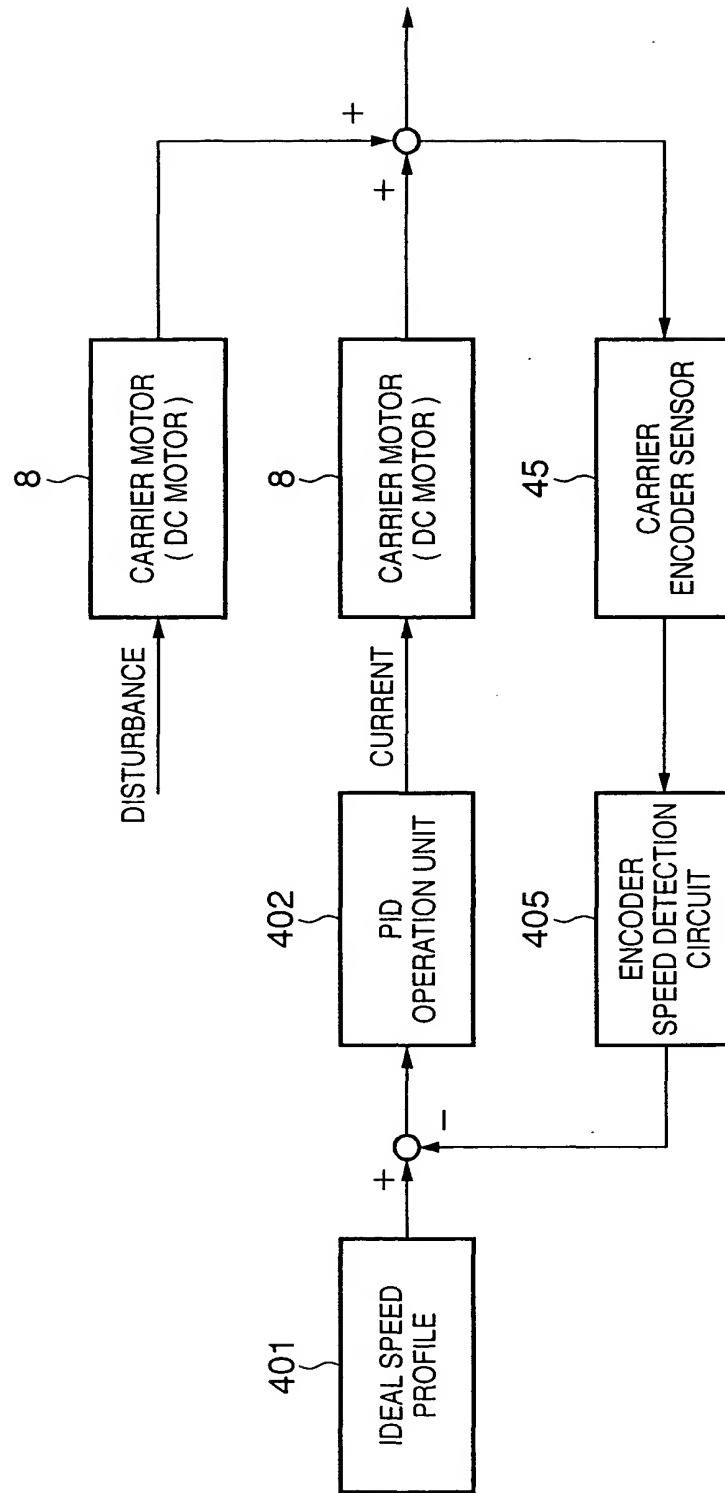 8
CARRIER MOTOR
( DC MOTOR )
DISTURBANCE
+
401
IDEAL SPEED
PROFILE
+
−
402
PID
OPERATION UNIT
CURRENT
8
CARRIER MOTOR
( DC MOTOR )
+
405
ENCODER
SPEED DETECTION
CIRCUIT
45
CARRIER
ENCODER SENSOR